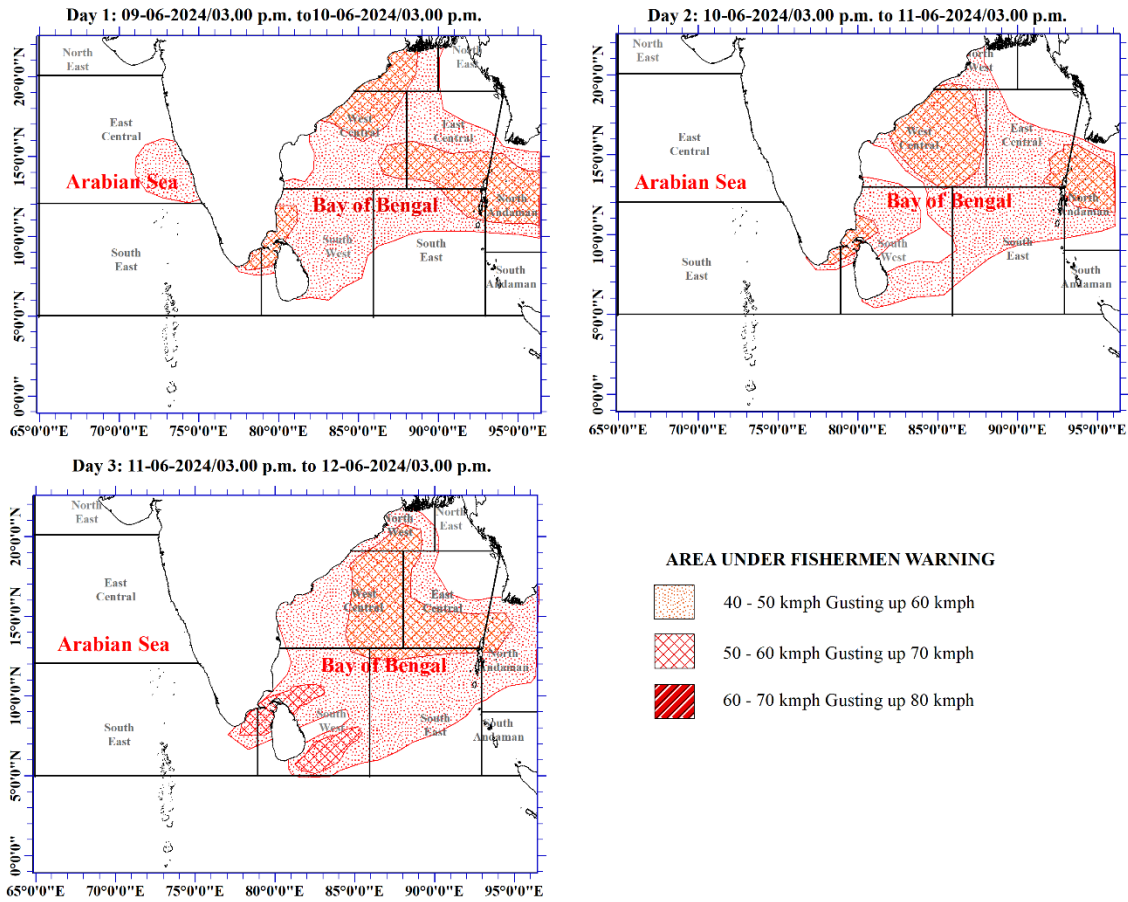 Day 1: 09-06-2024/03.00 p.m. to10-06-2024/03.00 p.m.
North
East
North
East
East
Central
West
Central
East
Central
Arabian Sea
Bay of Bengal
North
Andaman
South
East
South
West
South
East
South
Andaman
20°0'0"N
15°0'0"N
10°0'0"N
5°0'0"N
0°0'0"
65°0'0"E
70°0'0"E
75°0'0"E
80°0'0"E
85°0'0"E
90°0'0"E
95°0'0"E
Day 2: 10-06-2024/03.00 p.m. to 11-06-2024/03.00 p.m.
North
East
North
West
East
Central
West
Central
East
Central
Arabian Sea
Bay of Bengal
North
Andaman
South
East
South
West
South
East
South
Andaman
20°0'0"N
15°0'0"N
10°0'0"N
5°0'0"N
0°0'0"
65°0'0"E
70°0'0"E
75°0'0"E
80°0'0"E
85°0'0"E
90°0'0"E
95°0'0"E
Day 3: 11-06-2024/03.00 p.m. to 12-06-2024/03.00 p.m.
North
East
North
West
North
East
East
Central
West
Central
East
Central
Arabian Sea
Bay of Bengal
North
Andaman
South
East
South
West
South
East
South
Andaman
20°0'0"N
15°0'0"N
10°0'0"N
5°0'0"N
0°0'0"
65°0'0"E
70°0'0"E
75°0'0"E
80°0'0"E
85°0'0"E
90°0'0"E
95°0'0"E
AREA UNDER FISHERMEN WARNING
40 - 50 kmph Gusting up 60 kmph
50 - 60 kmph Gusting up 70 kmph
60 - 70 kmph Gusting up 80 kmph